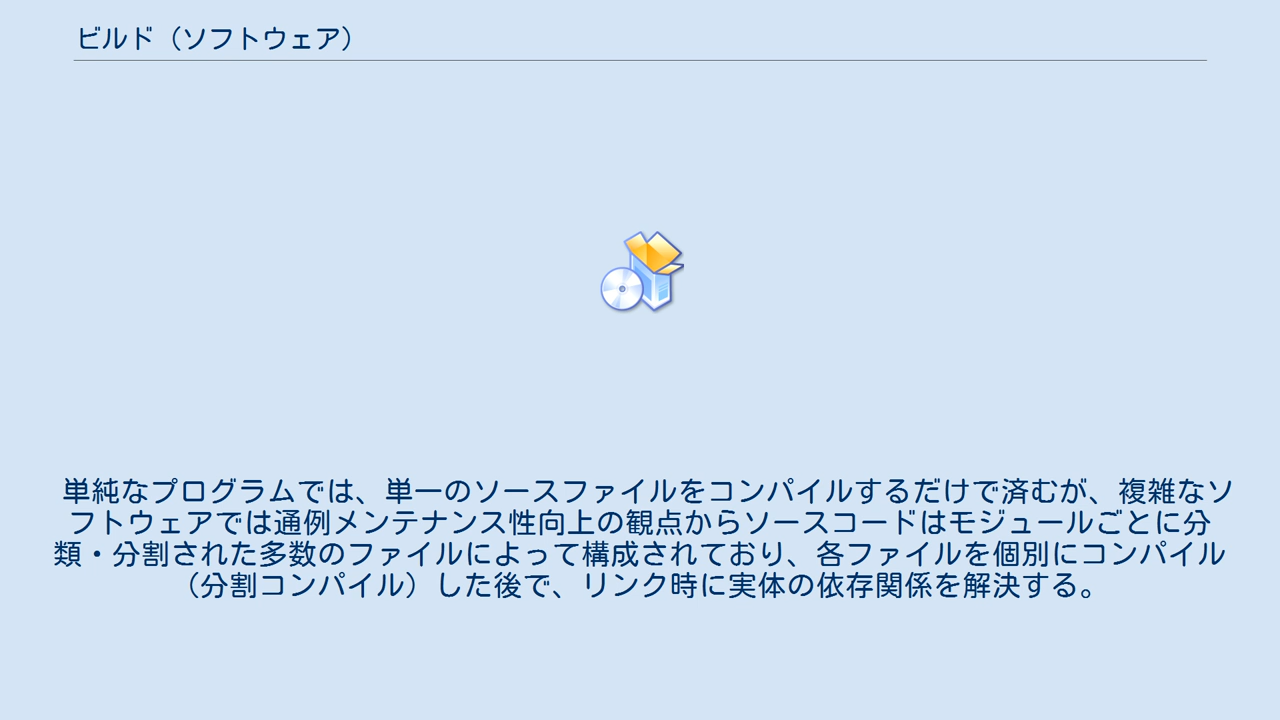 ビルド（ソフトウェア）
単純なプログラムでは、単一のソースファイルをコンパイルするだけで済むが、複雑なソ
フトウェアでは通例メンテナンス性向上の観点からソースコードはモジュールごとに分
類・分割された多数のファイルによって構成されており、各ファイルを個別にコンパイル
（分割コンパイル）した後で、リンク時に実体の依存関係を解決する。